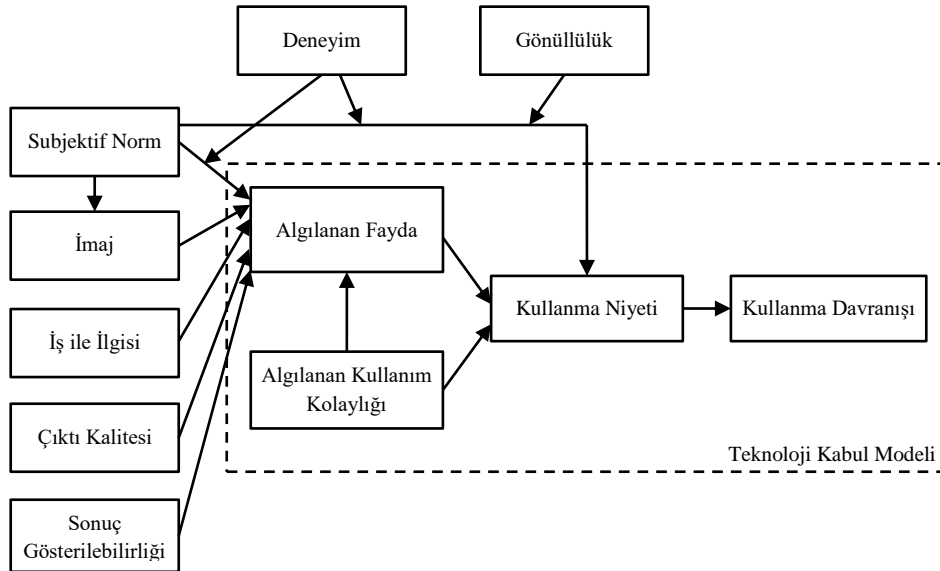 Deneyim
Gönüllülük
Subjektif Norm
İmaj
Algılanan Fayda
İş ile İlgisi
Kullanma Niyeti
Kullanma Davranışı
Algılanan Kullanım
Kolaylığı
Çıktı Kalitesi
Teknoloji Kabul Modeli
Sonuç
Gösterilebilirliği